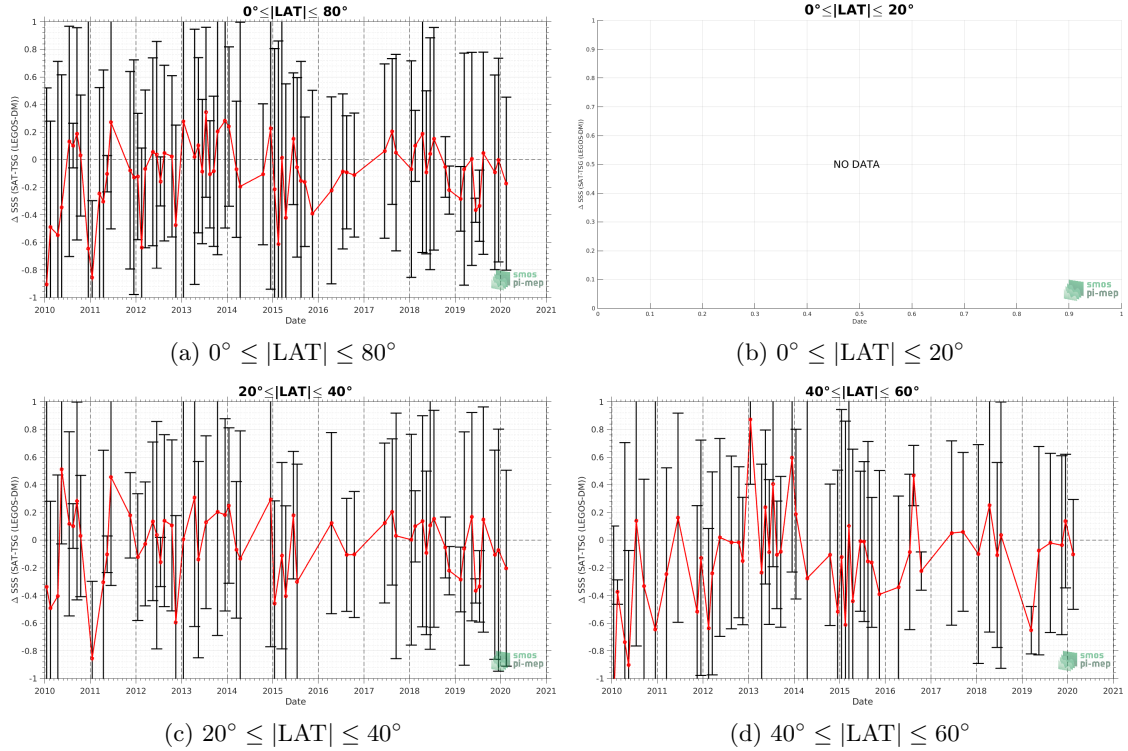 0°≤|LAT|≤ 80°
Δ SSS (SAT-TSG (LEGOS-DM))
1
0.8
0.6
0.4
0.2
0
-0.2
-0.4
-0.6
-0.8
-1
2010 2011 2012 2013 2014 2015 2016 2017 2018 2019 2020 2021
Date
smos
pi-mep
(a) 0° ≤ |LAT| ≤ 80°
0°≤|LAT|≤ 20°
Δ SSS (SAT-TSG (LEGOS-DM))
1
0.9
0.8
0.7
0.6
0.5
0.4
0.3
0.2
0.1
0
NO DATA
0 0.1 0.2 0.3 0.4 0.5 0.6 0.7 0.8 0.9 1
Date
smos
pi-mep
(b) 0° ≤ |LAT| ≤ 20°
20°≤|LAT|≤ 40°
Δ SSS (SAT-TSG (LEGOS-DM))
1
0.8
0.6
0.4
0.2
0
-0.2
-0.4
-0.6
-0.8
-1
2010 2011 2012 2013 2014 2015 2016 2017 2018 2019 2020 2021
Date
smos
pi-mep
(c) 20° ≤ |LAT| ≤ 40°
40°≤|LAT|≤ 60°
Δ SSS (SAT-TSG (LEGOS-DM))
1
0.8
0.6
0.4
0.2
0
-0.2
-0.4
-0.6
-0.8
-1
2010 2011 2012 2013 2014 2015 2016 2017 2018 2019 2020 2021
Date
smos
pi-mep
(d) 40° ≤ |LAT| ≤ 60°